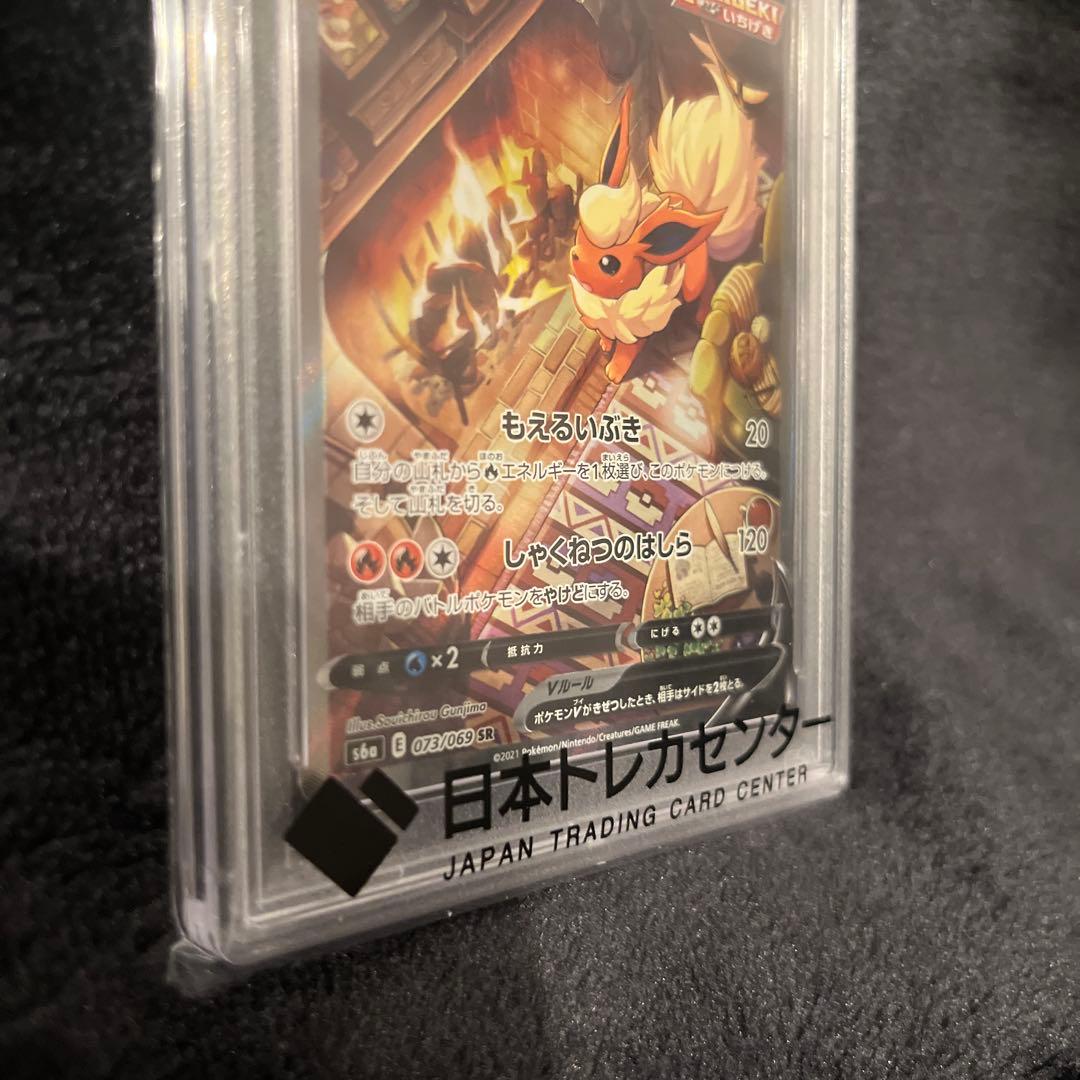 いちげき
もえるいぶき 20
自分の山札から エネルギーを1枚選び、このポケモンにつける。
そして山札を切る。
しゃくねつのはしら 120
相手のバトルポケモンをやけどにする。
弱点 ×2 抵抗力 にげる
Vルール
ポケモンVがきぜつしたとき、相手はサイドを2枚とる。
Illus. Souichirou Gunjima
s6a E 073/069 SR
©2021 Pokémon/Nintendo/Creatures/GAME FREAK.
日本トレカセンター
JAPAN TRADING CARD CENTER